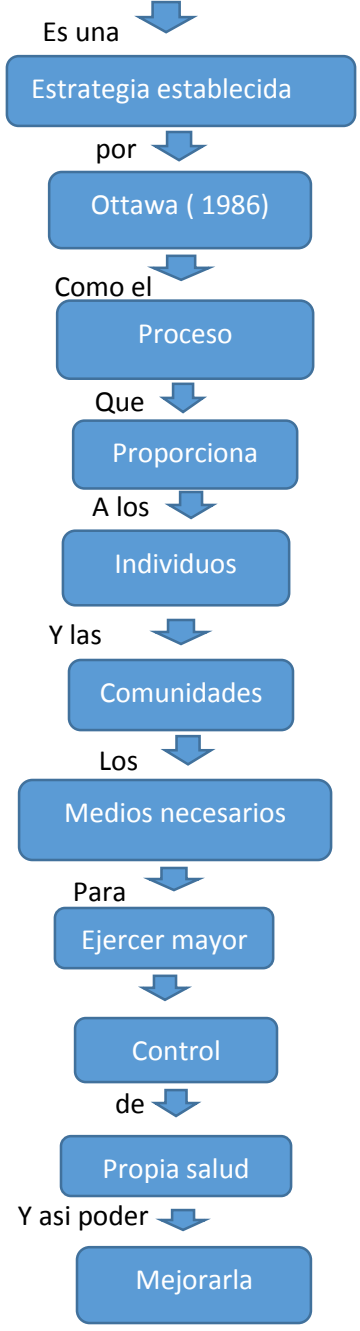 Es una
Estrategia establecida
por
Ottawa ( 1986)
Como el
Proceso
Que
Proporciona
A los
Individuos
Y las
Comunidades
Los
Medios necesarios
Para
Ejercer mayor
Control
de
Propia salud
Y asi poder
Mejorarla